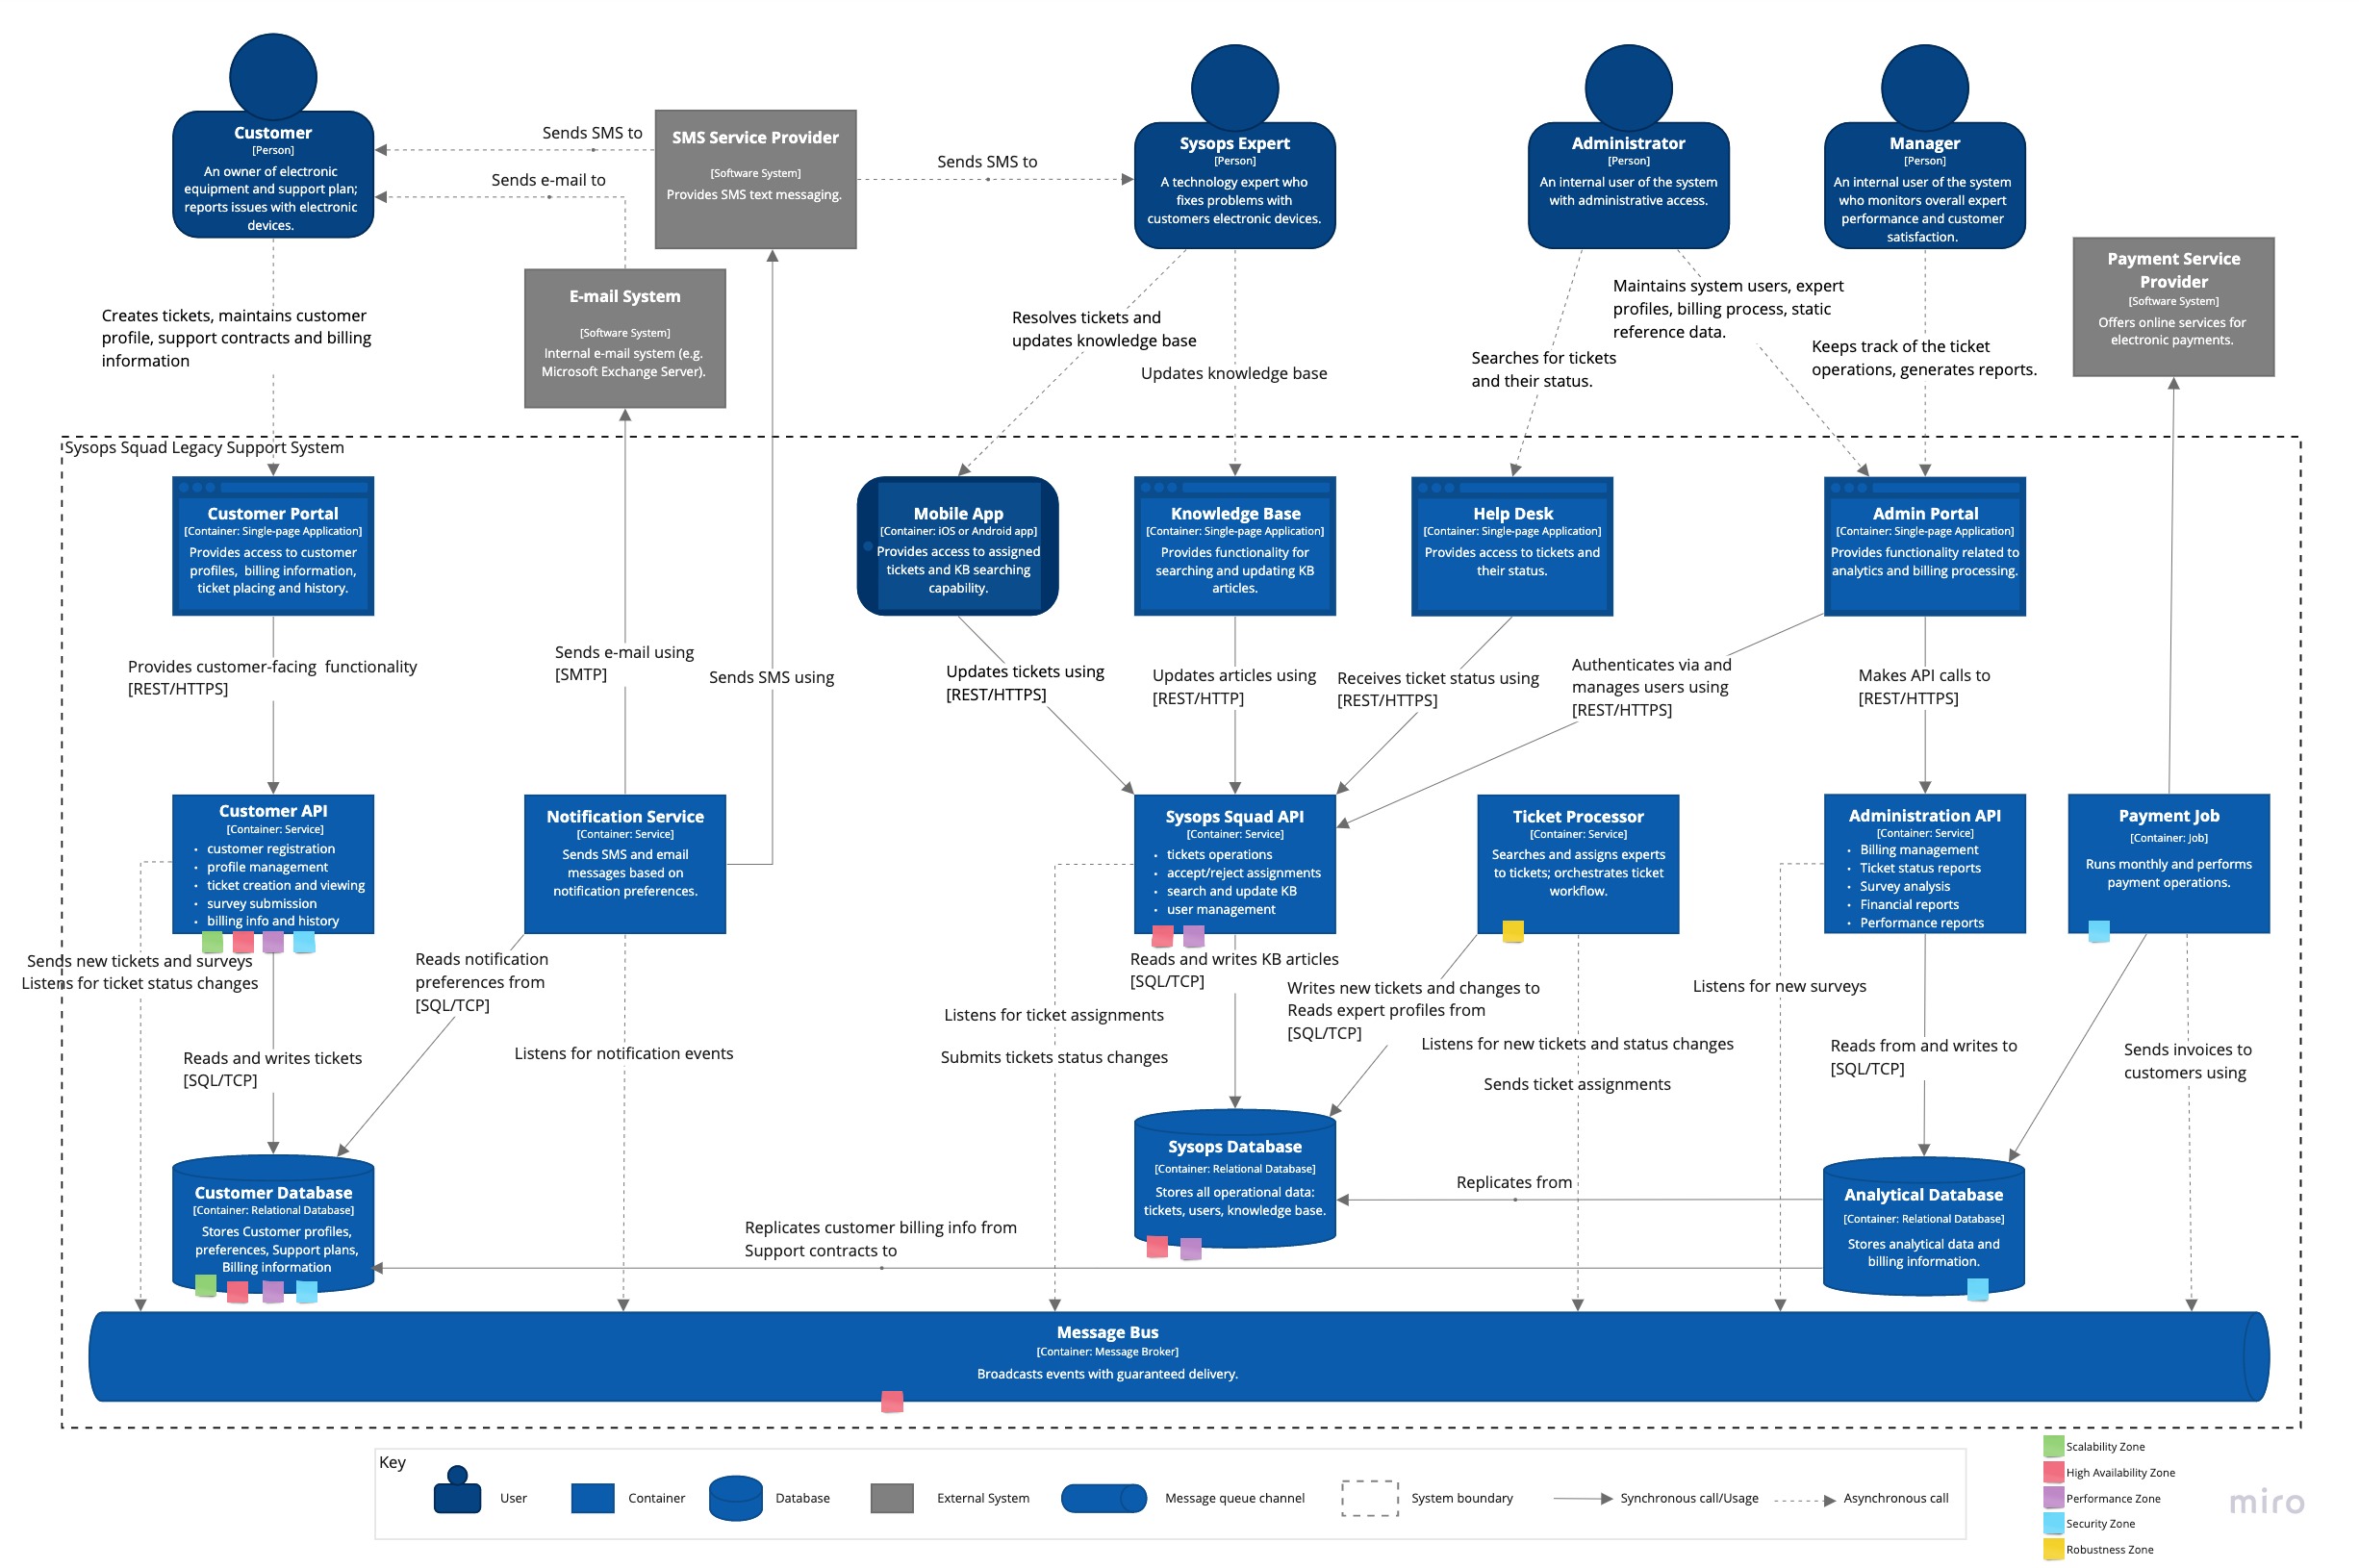 Customer
[Person]
An owner of electronic
equipment and support plan;
reports issues with electronic
devices.
Sends SMS to
Sends e-mail to
SMS Service Provider
[Software System]
Provides SMS text messaging.
Sends SMS to
Sysops Expert
[Person]
A technology expert who
fixes problems with
customers electronic devices.
Administrator
[Person]
An internal user of the system
with administrative access.
Manager
[Person]
An internal user of the system
who monitors overall expert
performance and customer
satisfaction.
Payment Service
Provider
[Software System]
Offers online services for
electronic payments.
E-mail System
[Software System]
Internal e-mail system (e.g.
Microsoft Exchange Server).
Creates tickets, maintains customer
profile, support contracts and billing
information
Resolves tickets and
updates knowledge base
Updates knowledge base
Searches for tickets
and their status.
Maintains system users, expert
profiles, billing process, static
reference data.
Keeps track of the ticket
operations, generates reports.
Sysops Squad Legacy Support System
Customer Portal
[Container: Single-page Application]
Provides access to customer
profiles, billing information,
ticket placing and history.
Mobile App
[Container: iOS or Android app]
Provides access to assigned
tickets and KB searching
capability.
Knowledge Base
[Container: Single-page Application]
Provides functionality for
searching and updating KB
articles.
Help Desk
[Container: Single-page Application]
Provides access to tickets and
their status.
Admin Portal
[Container: Single-page Application]
Provides functionality related to
analytics and billing processing.
Provides customer-facing functionality
[REST/HTTPS]
Sends e-mail using
[SMTP]
Sends SMS using
Updates tickets using
[REST/HTTPS]
Updates articles using
[REST/HTTP]
Receives ticket status using
[REST/HTTPS]
Authenticates via and
manages users using
[REST/HTTPS]
Makes API calls to
[REST/HTTPS]
Customer API
[Container: Service]
• customer registration
• profile management
• ticket creation and viewing
• survey submission
• billing info and history
Notification Service
[Container: Service]
Sends SMS and email
messages based on
notification preferences.
Sysops Squad API
[Container: Service]
• tickets operations
• accept/reject assignments
• search and update KB
• user management
Ticket Processor
[Container: Service]
Searches and assigns experts
to tickets; orchestrates ticket
workflow.
Administration API
[Container: Service]
• Billing management
• Ticket status reports
• Survey analysis
• Financial reports
• Performance reports
Payment Job
[Container: Job]
Runs monthly and performs
payment operations.
Sends new tickets and surveys
Listens for ticket status changes
Reads notification
preferences from
[SQL/TCP]
Reads and writes tickets
[SQL/TCP]
Listens for notification events
Reads and writes KB articles
[SQL/TCP]
Listens for ticket assignments
Submits tickets status changes
Writes new tickets and changes to
Reads expert profiles from
[SQL/TCP]
Listens for new tickets and status changes
Sends ticket assignments
Listens for new surveys
Reads from and writes to
[SQL/TCP]
Sends invoices to
customers using
Customer Database
[Container: Relational Database]
Stores Customer profiles,
preferences, Support plans,
Billing information
Replicates customer billing info from
Support contracts to
Sysops Database
[Container: Relational Database]
Stores all operational data:
tickets, users, knowledge base.
Replicates from
Analytical Database
[Container: Relational Database]
Stores analytical data and
billing information.
Message Bus
[Container: Message Broker]
Broadcasts events with guaranteed delivery.
Key
User
Container
Database
External System
Message queue channel
System boundary
Synchronous call/Usage
Asynchronous call
Scalability Zone
High Availability Zone
Performance Zone
Security Zone
Robustness Zone
miro